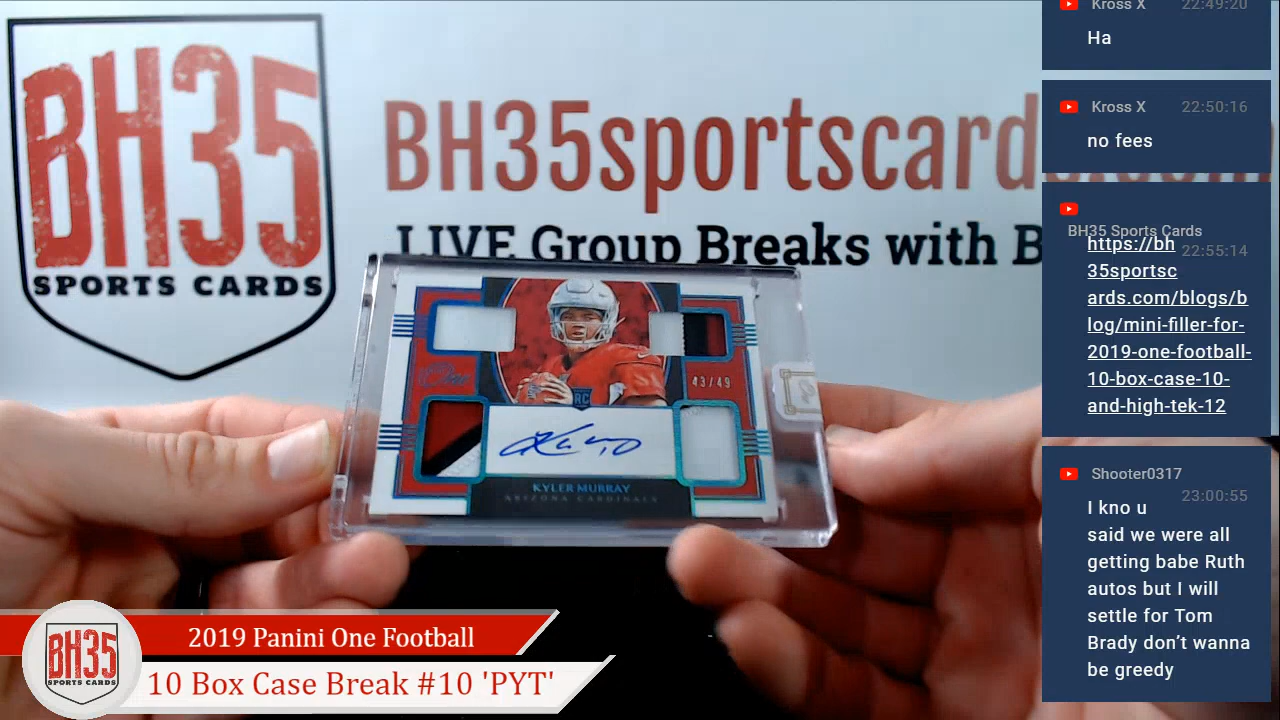 BH35
SPORTS CARDS
BH35sportscard
LIVE Group Breaks with B
One
RC
43/49
KYLER MURRAY
ARIZONA CARDINALS
BH35
SPORTS CARDS
2019 Panini One Football
10 Box Case Break #10 'PYT'
Kross X 22:49:20
Ha
Kross X 22:50:16
no fees
BH35 Sports Cards
22:55:14
https://bh
35sportsc
ards.com/blogs/b
log/mini-filler-for-
2019-one-football-
10-box-case-10-
and-high-tek-12
Shooter0317
23:00:55
I kno u
said we were all
getting babe Ruth
autos but I will
settle for Tom
Brady don't wanna
be greedy